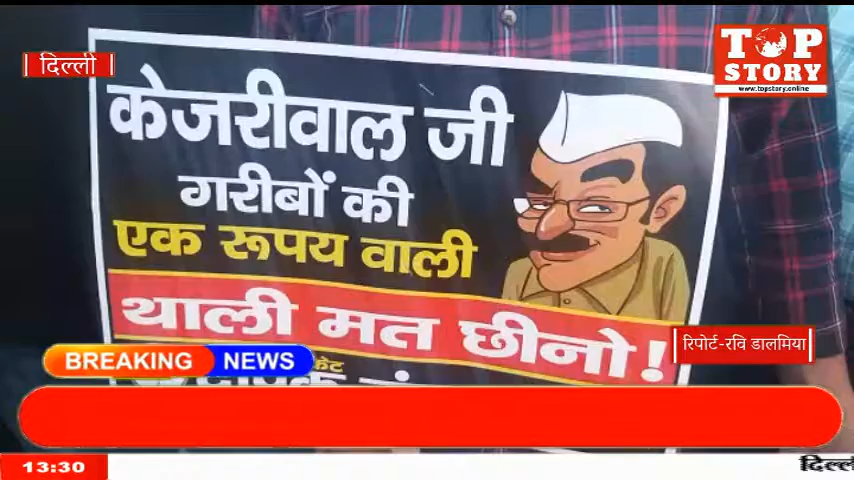 दिल्ली
TOP
STORY
www.topstory.online
केजरीवाल जी
गरीबों की
एक रूपय वाली
थाली मत छीनो!
रिपोर्ट-रवि डालमिया
BREAKING NEWS
13:30
दिल्ली